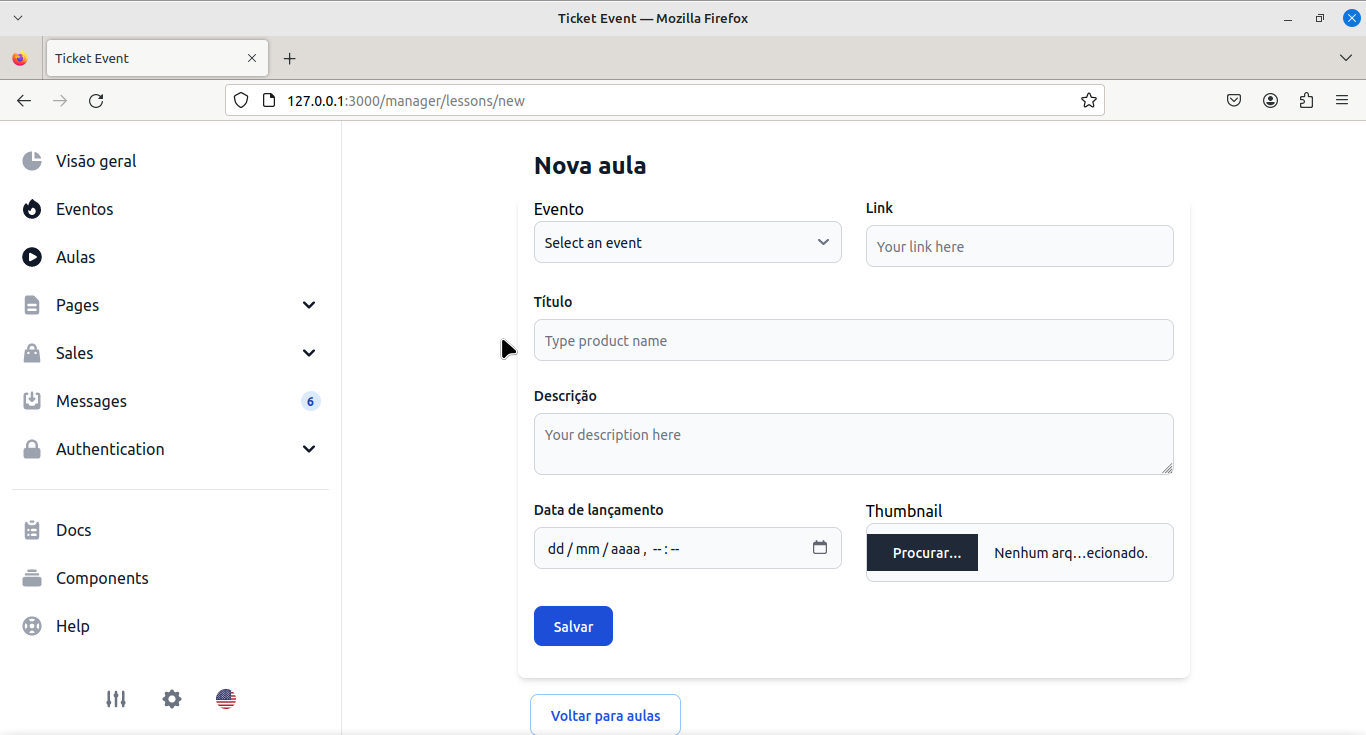 Ticket Event — Mozilla Firefox
Ticket Event
127.0.0.1:3000/manager/lessons/new
Visão geral
Eventos
Aulas
Pages
Sales
Messages
6
Authentication
Docs
Components
Help
Nova aula
Evento
Select an event
Link
Your link here
Título
Type product name
Descrição
Your description here
Data de lançamento
dd / mm / aaaa , -- : --
Thumbnail
Procurar...
Nenhum arq...ecionado.
Salvar
Voltar para aulas